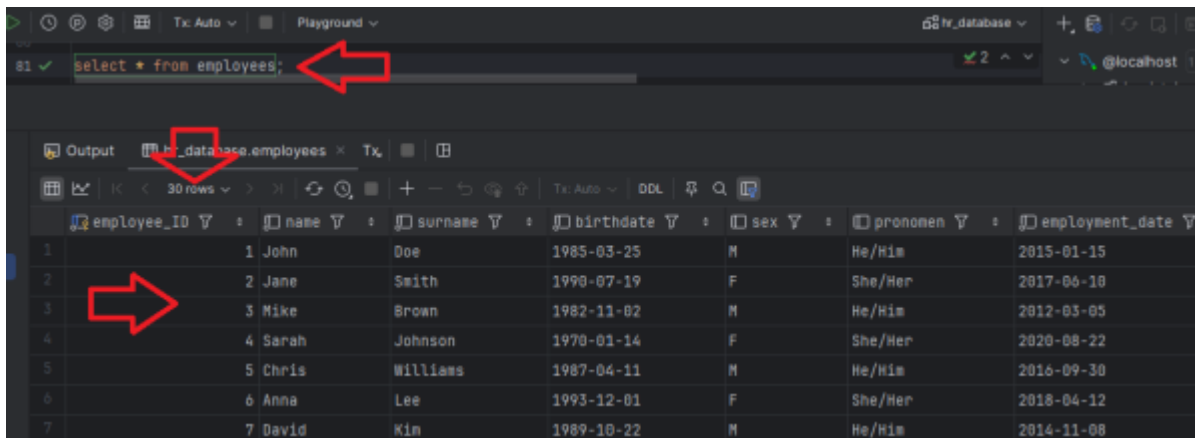 Tx: Auto Playground hr_database
81 select * from employees; 2 @localhost
Output hr_database.employees Tx
30 rows Tx: Auto DDL
employee_ID name surname birthdate sex pronomen employment_date
1 1 John Doe 1985-03-25 M He/Him 2015-01-15
2 2 Jane Smith 1990-07-19 F She/Her 2017-06-10
3 3 Mike Brown 1982-11-02 M He/Him 2012-03-05
4 4 Sarah Johnson 1970-01-14 F She/Her 2020-08-22
5 5 Chris Williams 1987-04-11 M He/Him 2016-09-30
6 6 Anna Lee 1993-12-01 F She/Her 2018-04-12
7 7 David Kim 1989-10-22 M He/Him 2014-11-08